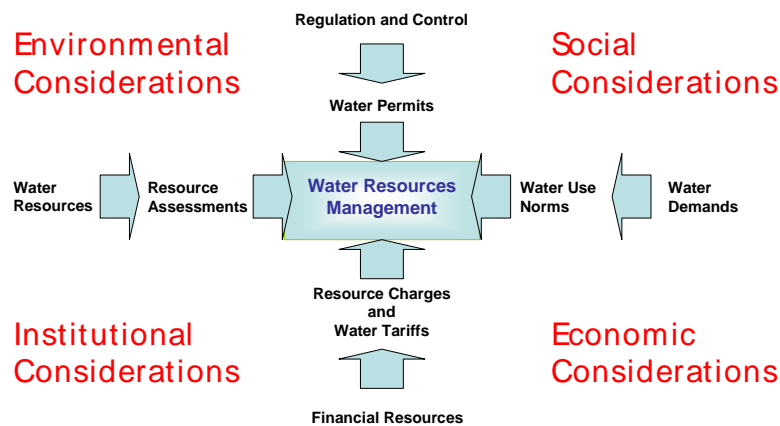 Regulation and Control
Environmental
Considerations
Social
Considerations
Water Permits
Water
Resources
Resource
Assessments
Water Resources
Management
Water Use
Norms
Water
Demands
Resource Charges
and
Water Tariffs
Institutional
Considerations
Economic
Considerations
Financial Resources